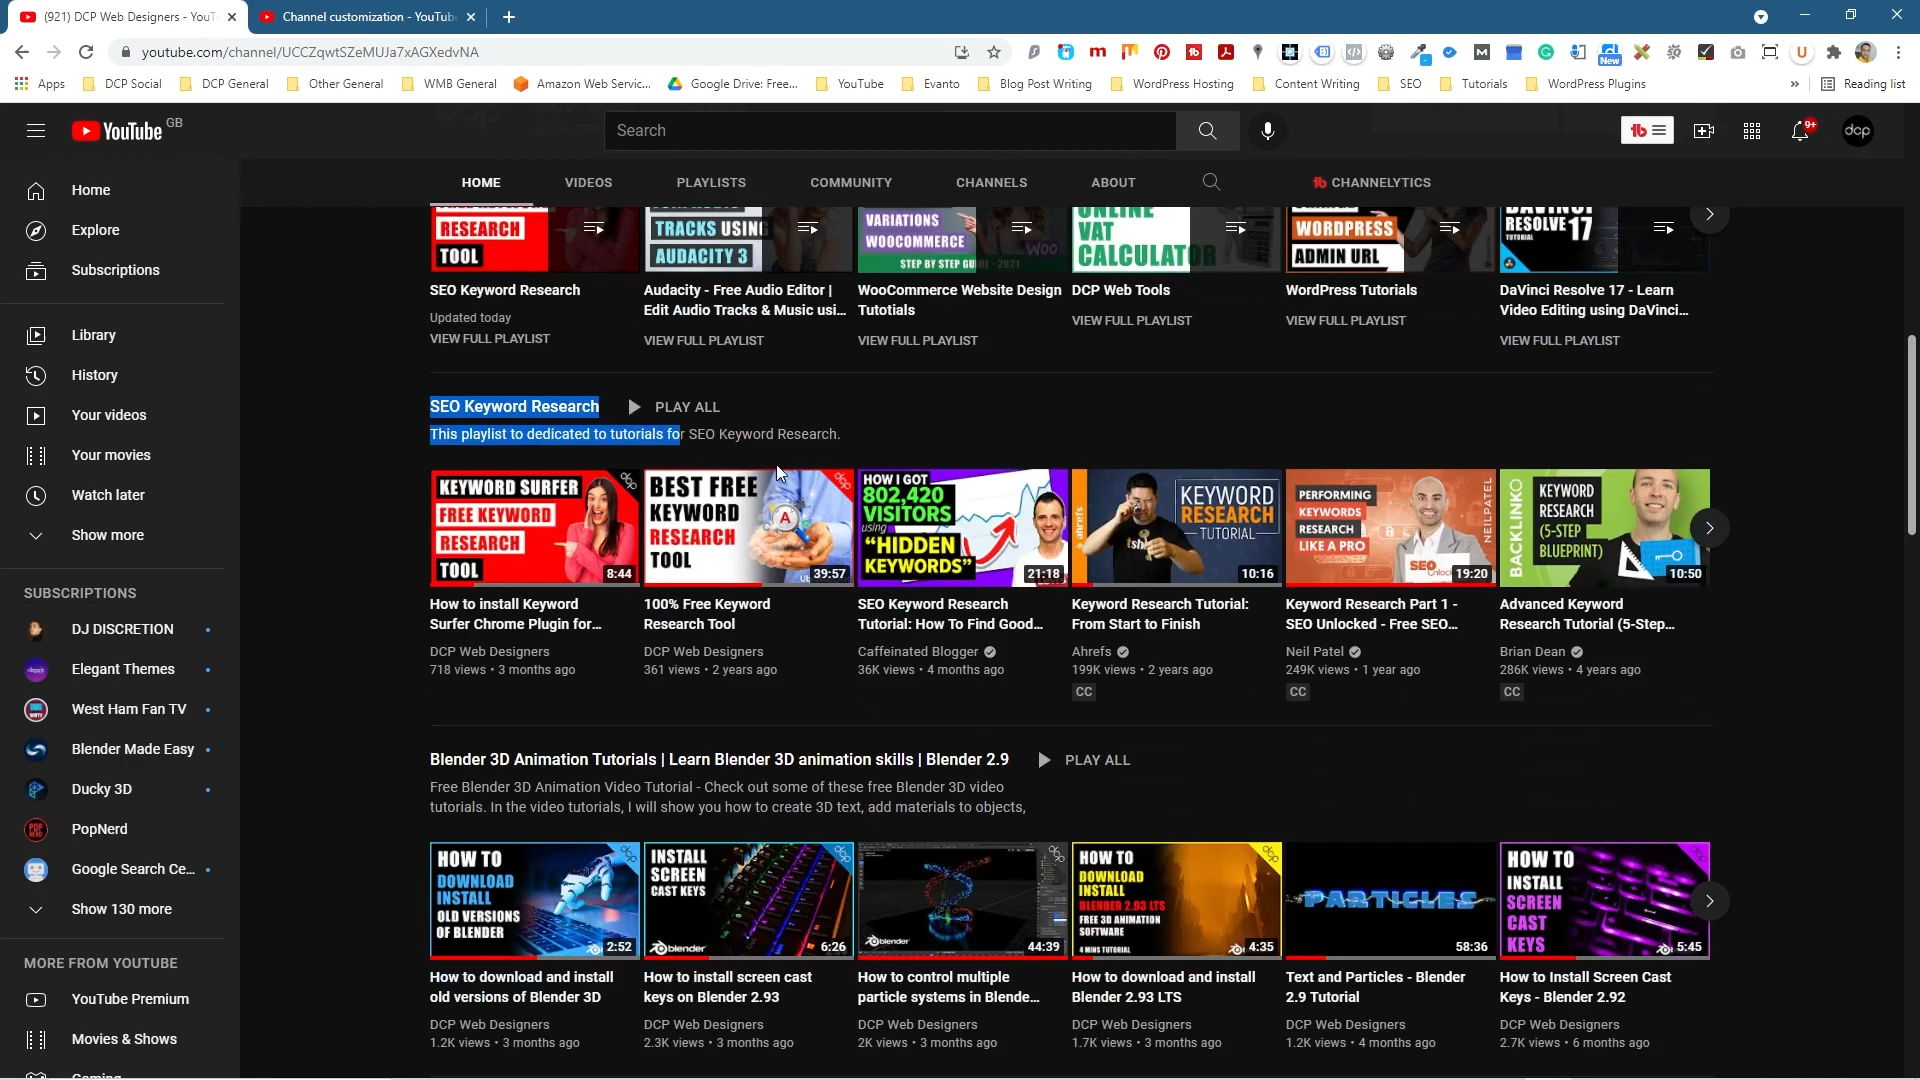 (921) DCP Web Designers - YouT
Channel customization - YouTub
youtube.com/channel/UCCZqwtSZeMUJa7xAGXedvNA
Apps
DCP Social
DCP General
Other General
WMB General
Amazon Web Servic...
Google Drive: Free...
YouTube
Evanto
Blog Post Writing
WordPress Hosting
Content Writing
SEO
Tutorials
WordPress Plugins
Reading list
New
YouTube GB
Search
9+
dcp
HOME
VIDEOS
PLAYLISTS
COMMUNITY
CHANNELS
ABOUT
CHANNELYTICS
Home
Explore
Subscriptions
Library
History
Your videos
Your movies
Watch later
Show more
SUBSCRIPTIONS
DJ DISCRETION
Elegant Themes
West Ham Fan TV
Blender Made Easy
Ducky 3D
PopNerd
Google Search Ce...
Show 130 more
MORE FROM YOUTUBE
YouTube Premium
Movies & Shows
Gaming
RESEARCH
TOOL
TRACKS USING
AUDACITY 3
VARIATIONS
WOOCOMMERCE
WOO
STEP BY STEP GUIDE - 2021
ONLINE
VAT
CALCULATOR
WORDPRESS
ADMIN URL
DAVINCI
RESOLVE 17
TUTORIAL
SEO Keyword Research
Updated today
VIEW FULL PLAYLIST
Audacity - Free Audio Editor |
Edit Audio Tracks & Music usi...
VIEW FULL PLAYLIST
WooCommerce Website Design
Tutotials
VIEW FULL PLAYLIST
DCP Web Tools
VIEW FULL PLAYLIST
WordPress Tutorials
VIEW FULL PLAYLIST
DaVinci Resolve 17 - Learn
Video Editing using DaVinci...
VIEW FULL PLAYLIST
SEO Keyword Research
PLAY ALL
This playlist to dedicated to tutorials for SEO Keyword Research.
KEYWORD SURFER
FREE KEYWORD
RESEARCH
TOOL
8:44
How to install Keyword
Surfer Chrome Plugin for...
DCP Web Designers
718 views • 3 months ago
BEST FREE
KEYWORD
RESEARCH
TOOL
A
39:57
100% Free Keyword
Research Tool
DCP Web Designers
361 views • 2 years ago
HOW I GOT
802,420
VISITORS
using
"HIDDEN
KEYWORDS"
21:18
SEO Keyword Research
Tutorial: How To Find Good...
Caffeinated Blogger
36K views • 4 months ago
ahrefs
KEYWORD
RESEARCH
TUTORIAL
10:16
Keyword Research Tutorial:
From Start to Finish
Ahrefs
199K views • 2 years ago
CC
PERFORMING
KEYWORDS
RESEARCH
LIKE A PRO
NEILPATEL
SEO
19:20
Keyword Research Part 1 -
SEO Unlocked - Free SEO...
Neil Patel
249K views • 1 year ago
CC
BACKLINKO
KEYWORD
RESEARCH
(5-STEP
BLUEPRINT)
10:50
Advanced Keyword
Research Tutorial (5-Step...
Brian Dean
286K views • 4 years ago
CC
Blender 3D Animation Tutorials | Learn Blender 3D animation skills | Blender 2.9
PLAY ALL
Free Blender 3D Animation Video Tutorial - Check out some of these free Blender 3D video
tutorials. In the video tutorials, I will show you how to create 3D text, add materials to objects,
HOW TO
DOWNLOAD
INSTALL
OLD VERSIONS
OF BLENDER
2:52
How to download and install
old versions of Blender 3D
DCP Web Designers
1.2K views • 3 months ago
INSTALL
SCREEN
CAST KEYS
blender
6:26
How to install screen cast
keys on Blender 2.93
DCP Web Designers
2.3K views • 3 months ago
blender
44:39
How to control multiple
particle systems in Blende...
DCP Web Designers
2K views • 3 months ago
HOW TO
DOWNLOAD
INSTALL
BLENDER 2.93 LTS
FREE 3D ANIMATION
SOFTWARE
4 MINS TUTORIAL
4:35
How to download and install
Blender 2.93 LTS
DCP Web Designers
1.7K views • 3 months ago
PARTICLES
58:36
Text and Particles - Blender
2.9 Tutorial
DCP Web Designers
1.2K views • 4 months ago
HOW TO
INSTALL
SCREEN
CAST
KEYS
5:45
How to Install Screen Cast
Keys - Blender 2.92
DCP Web Designers
2.7K views • 6 months ago